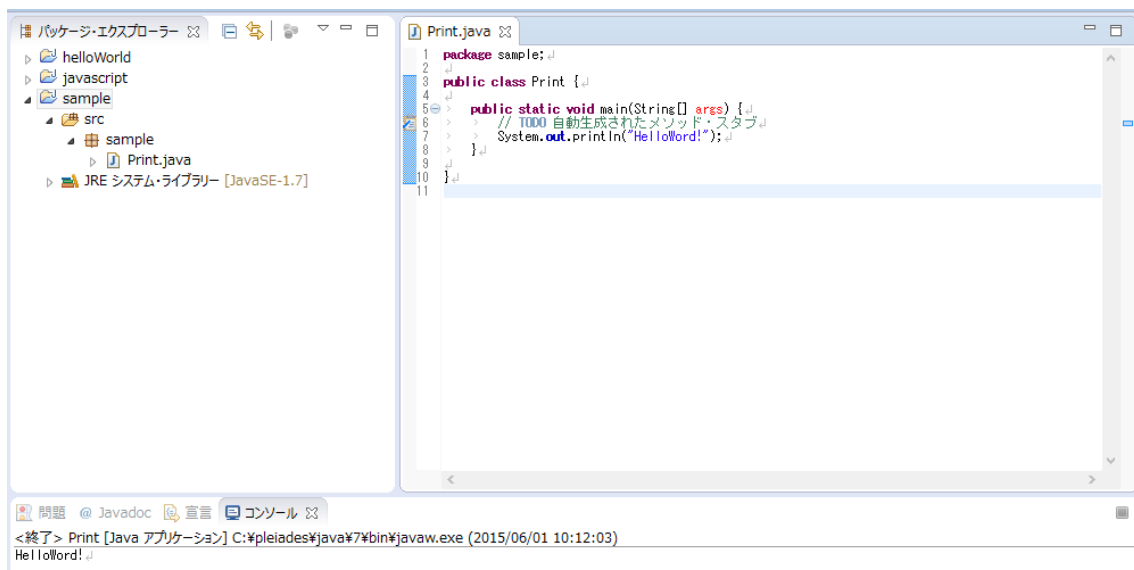 パッケージ・エクスプローラー
helloWorld
javascript
sample
src
sample
Print.java
JRE システム・ライブラリー [JavaSE-1.7]
Print.java
1 package sample;
2
3 public class Print {
4
5 public static void main(String[] args) {
6 // TODO 自動生成されたメソッド・スタブ
7 System.out.println("HelloWord!");
8 }
9
10 }
11
問題 @ Javadoc 宣言 コンソール
<終了> Print [Java アプリケーション] C:¥pleiades¥java¥7¥bin¥javaw.exe (2015/06/01 10:12:03)
HelloWord!